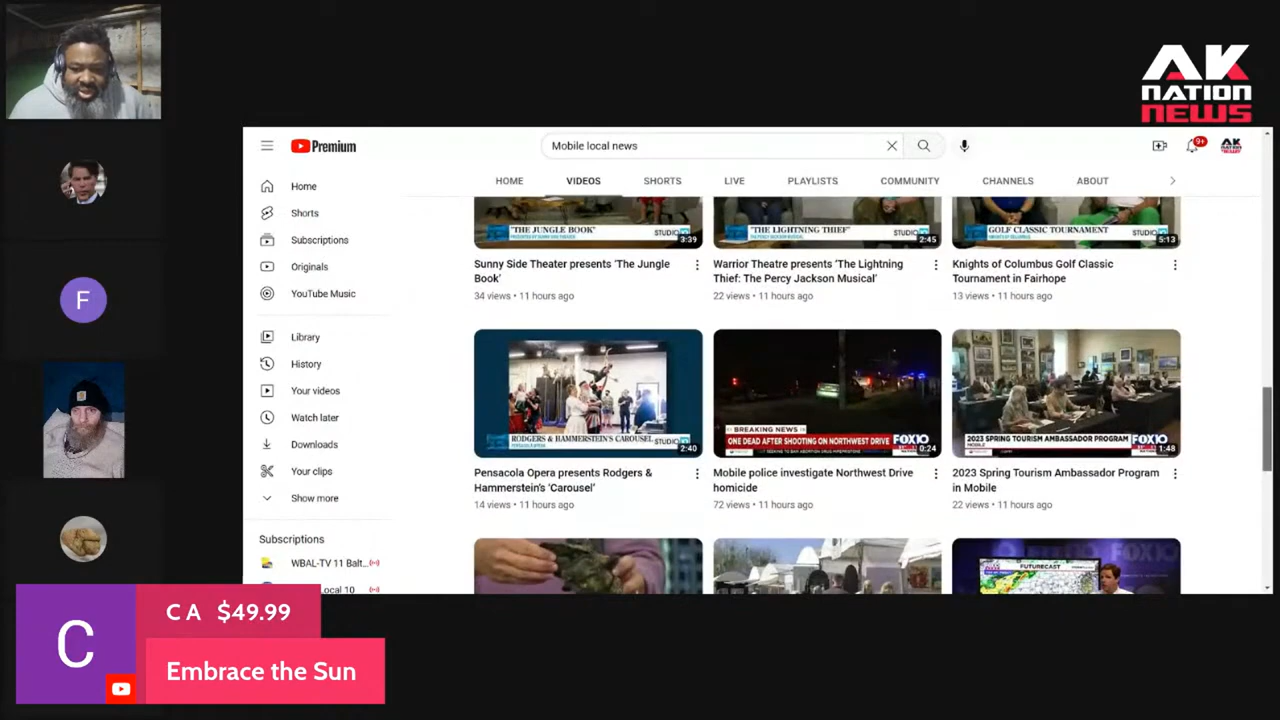 AK
NATION
NEWS
Premium
Mobile local news
9+
HOME
VIDEOS
SHORTS
LIVE
PLAYLISTS
COMMUNITY
CHANNELS
ABOUT
Home
Shorts
Subscriptions
Originals
YouTube Music
Library
History
Your videos
Watch later
Downloads
Your clips
Show more
Subscriptions
WBAL-TV 11 Balt...
Local 10
"THE JUNGLE BOOK"
STUDIO10
3:39
Sunny Side Theater presents ‘The Jungle
Book’
34 views • 11 hours ago
"THE LIGHTNING THIEF"
STUDIO10
2:45
Warrior Theatre presents ‘The Lightning
Thief: The Percy Jackson Musical’
22 views • 11 hours ago
GOLF CLASSIC TOURNAMENT
STUDIO10
5:13
Knights of Columbus Golf Classic
Tournament in Fairhope
13 views • 11 hours ago
RODGERS & HAMMERSTEIN'S CAROUSEL
STUDIO10
2:40
Pensacola Opera presents Rodgers &
Hammerstein’s ‘Carousel’
14 views • 11 hours ago
BREAKING NEWS
ONE DEAD AFTER SHOOTING ON NORTHWEST DRIVE
FOX10
0:24
Mobile police investigate Northwest Drive
homicide
72 views • 11 hours ago
2023 SPRING TOURISM AMBASSADOR PROGRAM
MOBILE
FOX10
1:48
2023 Spring Tourism Ambassador Program
in Mobile
22 views • 11 hours ago
FUTURECAST
F
C
C A $49.99
Embrace the Sun